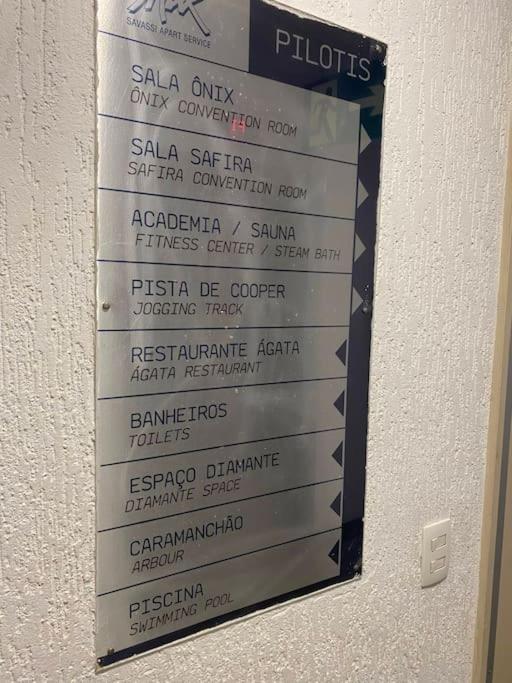 SAVASSI APART SERVICE
PILOTIS
SALA ÔNIX
ÔNIX CONVENTION ROOM
SALA SAFIRA
SAFIRA CONVENTION ROOM
ACADEMIA / SAUNA
FITNESS CENTER / STEAM BATH
PISTA DE COOPER
JOGGING TRACK
RESTAURANTE ÁGATA
ÁGATA RESTAURANT
BANHEIROS
TOILETS
ESPAÇO DIAMANTE
DIAMANTE SPACE
CARAMANCHÃO
ARBOUR
PISCINA
SWIMMING POOL